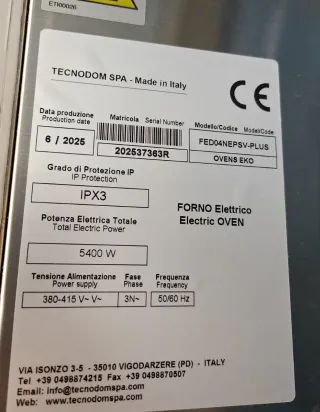 ETI00026
TECNODOM SPA - Made in Italy
CE
Data produzione
Production date
Matricola Serial Number
Modello/Codice Model/Code
6 / 2025
202537363R
FED04NEPSV-PLUS
OVENS EKO
Grado di Protezione IP
IP Protection
IPX3
FORNO Elettrico
Electric OVEN
Potenza Elettrica Totale
Total Electric Power
5400 W
Tensione Alimentazione
Power supply
Fase
Phase
Frequenza
Frequency
380-415 V~ V~
3N~
50/60 Hz
VIA ISONZO 3-5 - 35010 VIGODARZERE (PD) - ITALY
Tel +39 0498874215 Fax +39 0498870507
Email: info@tecnodomspa.com
Web: www.tecnodomspa.com